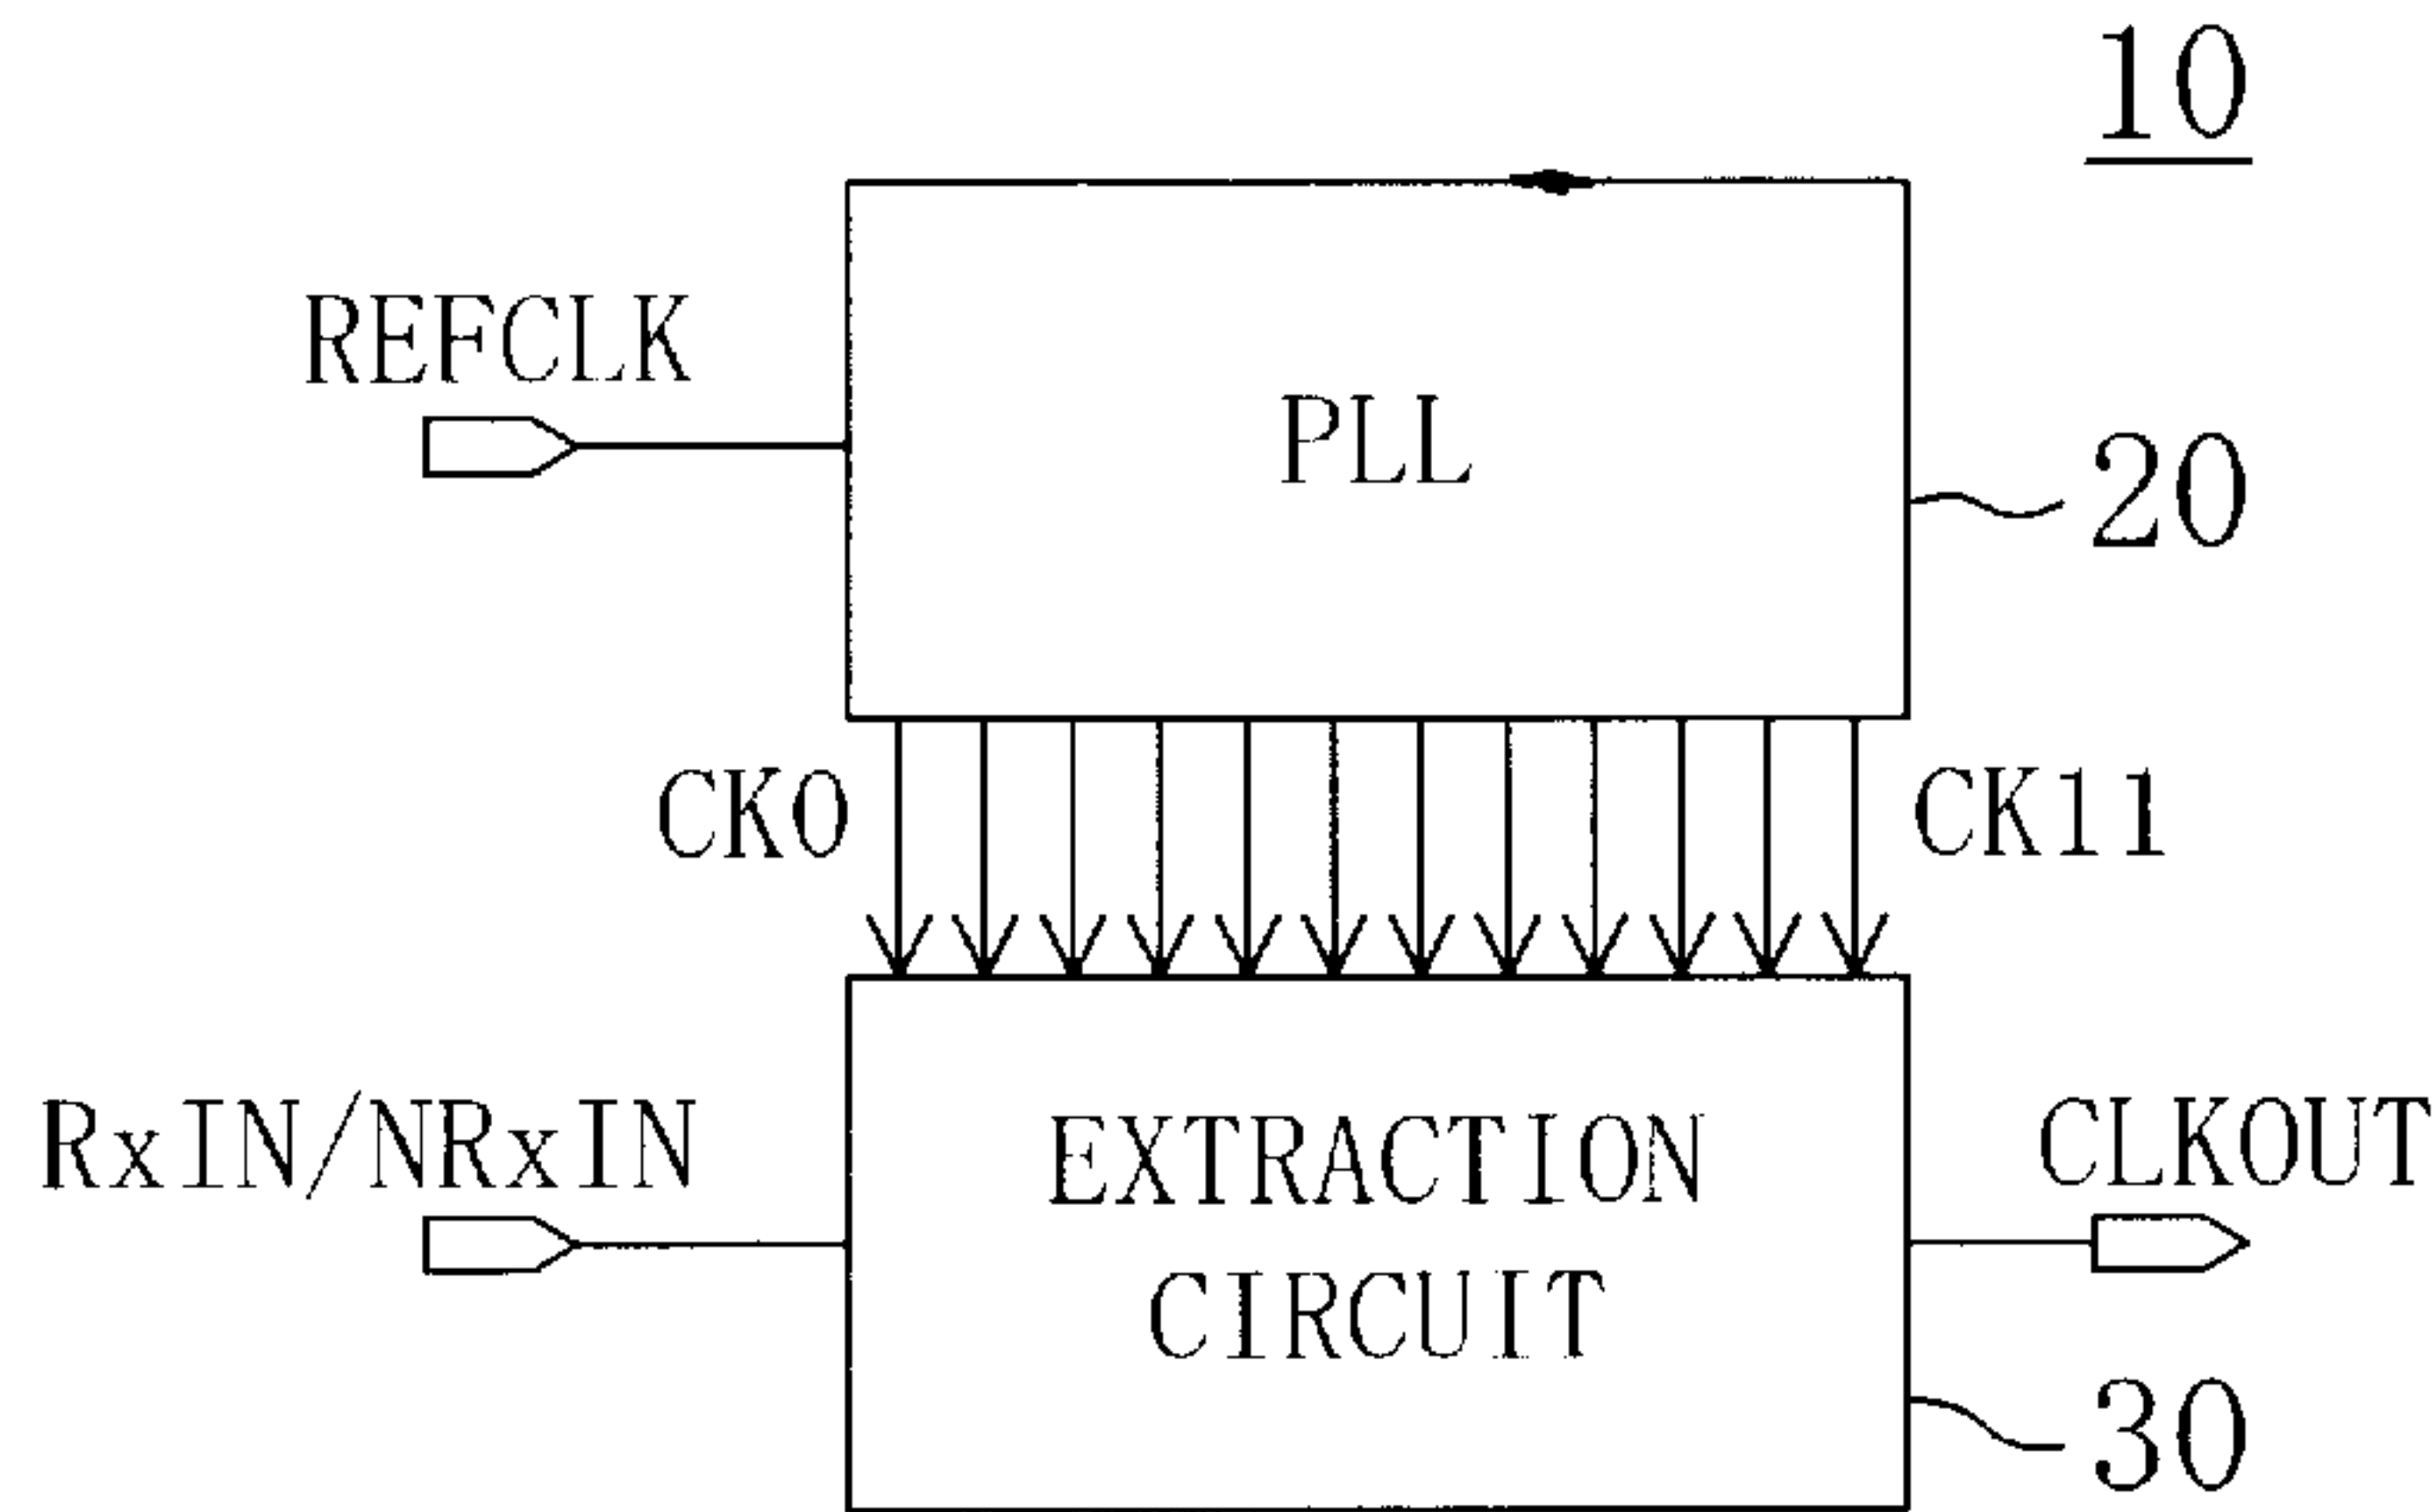 10
REFCLK
PLL
20
CK0
CK11
RxIN/NRxIN
EXTRACTION
CIRCUIT
CLKOUT
30